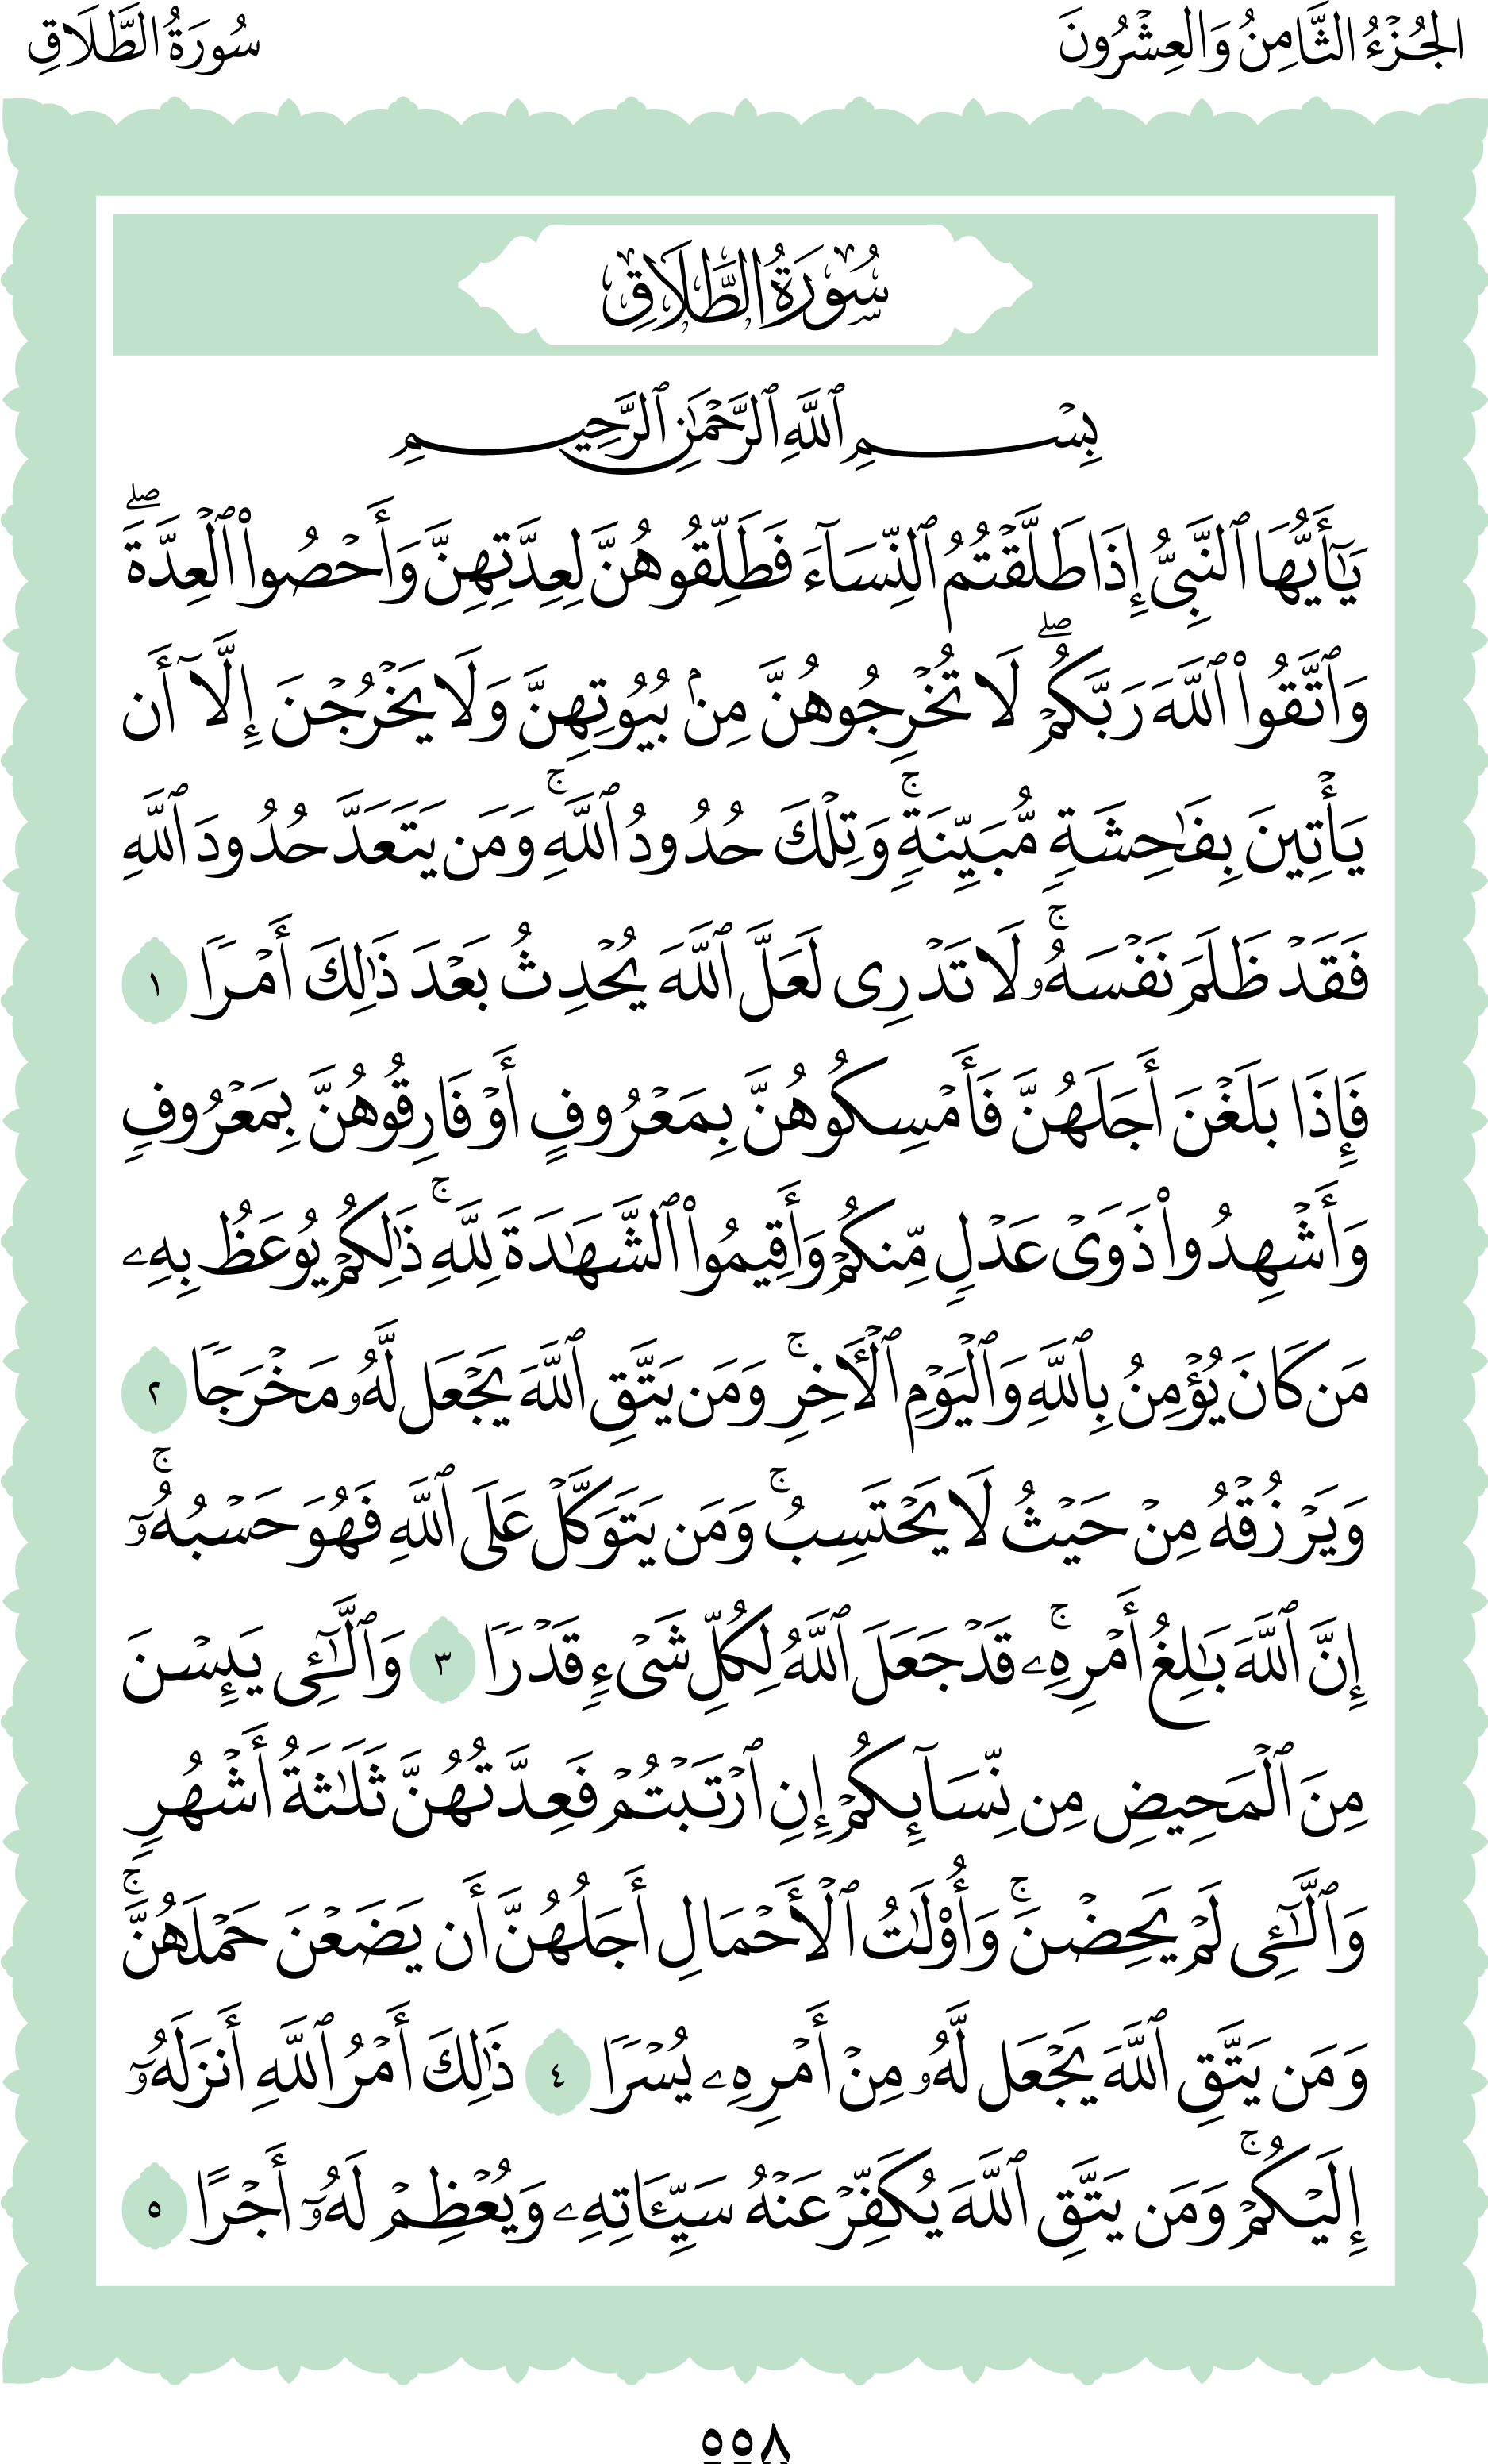 الجُزْءُ الثَّامِنُ وَالعِشْرُونَ
سُورَةُ الطَّلَاقِ
سُورَةُ الطَّلَاقِ
بِسْمِ ٱللَّهِ ٱلرَّحْمَٰنِ ٱلرَّحِيمِ
يَٰٓأَيُّهَا ٱلنَّبِىُّ إِذَا طَلَّقْتُمُ ٱلنِّسَآءَ فَطَلِّقُوهُنَّ لِعِدَّتِهِنَّ وَأَحْصُوا۟ ٱلْعِدَّةَ ۖ
وَٱتَّقُوا۟ ٱللَّهَ رَبَّكُمْ ۖ لَا تُخْرِجُوهُنَّ مِنۢ بُيُوتِهِنَّ وَلَا يَخْرُجْنَ إِلَّآ أَن
يَأْتِينَ بِفَٰحِشَةٍ مُّبَيِّنَةٍ ۚ وَتِلْكَ حُدُودُ ٱللَّهِ ۚ وَمَن يَتَعَدَّ حُدُودَ ٱللَّهِ
فَقَدْ ظَلَمَ نَفْسَهُۥ ۚ لَا تَدْرِى لَعَلَّ ٱللَّهَ يُحْدِثُ بَعْدَ ذَٰلِكَ أَمْرًا ١
فَإِذَا بَلَغْنَ أَجَلَهُنَّ فَأَمْسِكُوهُنَّ بِمَعْرُوفٍ أَوْ فَارِقُوهُنَّ بِمَعْرُوفٍ
وَأَشْهِدُوا۟ ذَوَىْ عَدْلٍ مِّنكُمْ وَأَقِيمُوا۟ ٱلشَّهَٰدَةَ لِلَّهِ ۚ ذَٰلِكُمْ يُوعَظُ بِهِۦ
مَن كَانَ يُؤْمِنُ بِٱللَّهِ وَٱلْيَوْمِ ٱلْـَٔاخِرِ ۚ وَمَن يَتَّقِ ٱللَّهَ يَجْعَل لَّهُۥ مَخْرَجًا ٢
وَيَرْزُقْهُ مِنْ حَيْثُ لَا يَحْتَسِبُ ۚ وَمَن يَتَوَكَّلْ عَلَى ٱللَّهِ فَهُوَ حَسْبُهُۥٓ ۚ
إِنَّ ٱللَّهَ بَٰلِغُ أَمْرِهِۦ ۚ قَدْ جَعَلَ ٱللَّهُ لِكُلِّ شَىْءٍ قَدْرًا ٣ وَٱلَّٰٓـِٔى يَئِسْنَ
مِنَ ٱلْمَحِيضِ مِن نِّسَآئِكُمْ إِنِ ٱرْتَبْتُمْ فَعِدَّتُهُنَّ ثَلَٰثَةُ أَشْهُرٍ
وَٱلَّٰٓـِٔى لَمْ يَحِضْنَ ۚ وَأُو۟لَٰتُ ٱلْأَحْمَالِ أَجَلُهُنَّ أَن يَضَعْنَ حَمْلَهُنَّ ۚ
وَمَن يَتَّقِ ٱللَّهَ يَجْعَل لَّهُۥ مِنْ أَمْرِهِۦ يُسْرًا ٤ ذَٰلِكَ أَمْرُ ٱللَّهِ أَنزَلَهُۥٓ
إِلَيْكُمْ ۚ وَمَن يَتَّقِ ٱللَّهَ يُكَفِّرْ عَنْهُ سَيِّـَٔاتِهِۦ وَيُعْظِمْ لَهُۥٓ أَجْرًا ٥
٥٥٨